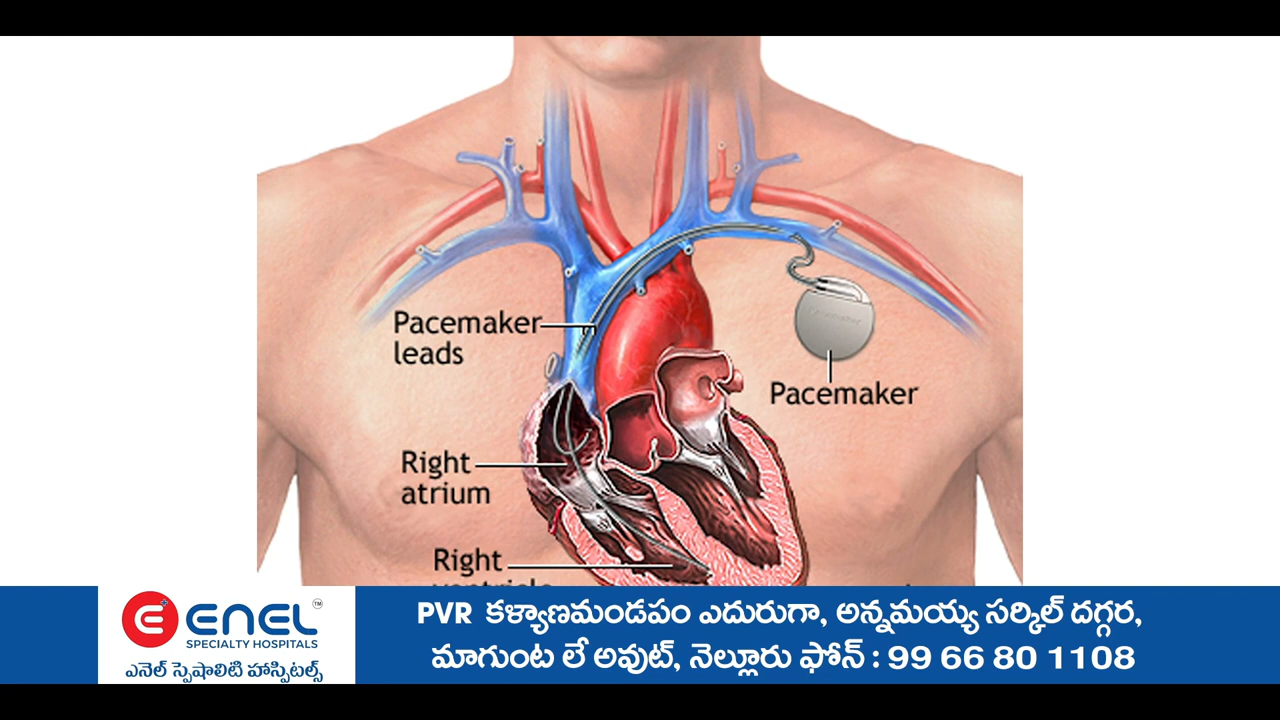 Pacemaker
leads
Pacemaker
Right
atrium
Right
ENEL TM
SPECIALTY HOSPITALS
ఎనెల్ స్పెషాలిటి హాస్పిటల్స్
PVR కళ్యాణమండపం ఎదురుగా, అన్నమయ్య సర్కిల్ దగ్గర,
మాగుంట లే అవుట్, నెల్లూరు ఫోన్ : 99 66 80 1108